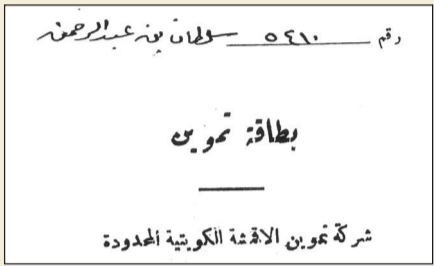 رقم ٥٤١٠ سلطان بن عبدالرحمن
بطاقة تموين
شركة تموين الاقمشة الكويتية المحدودة